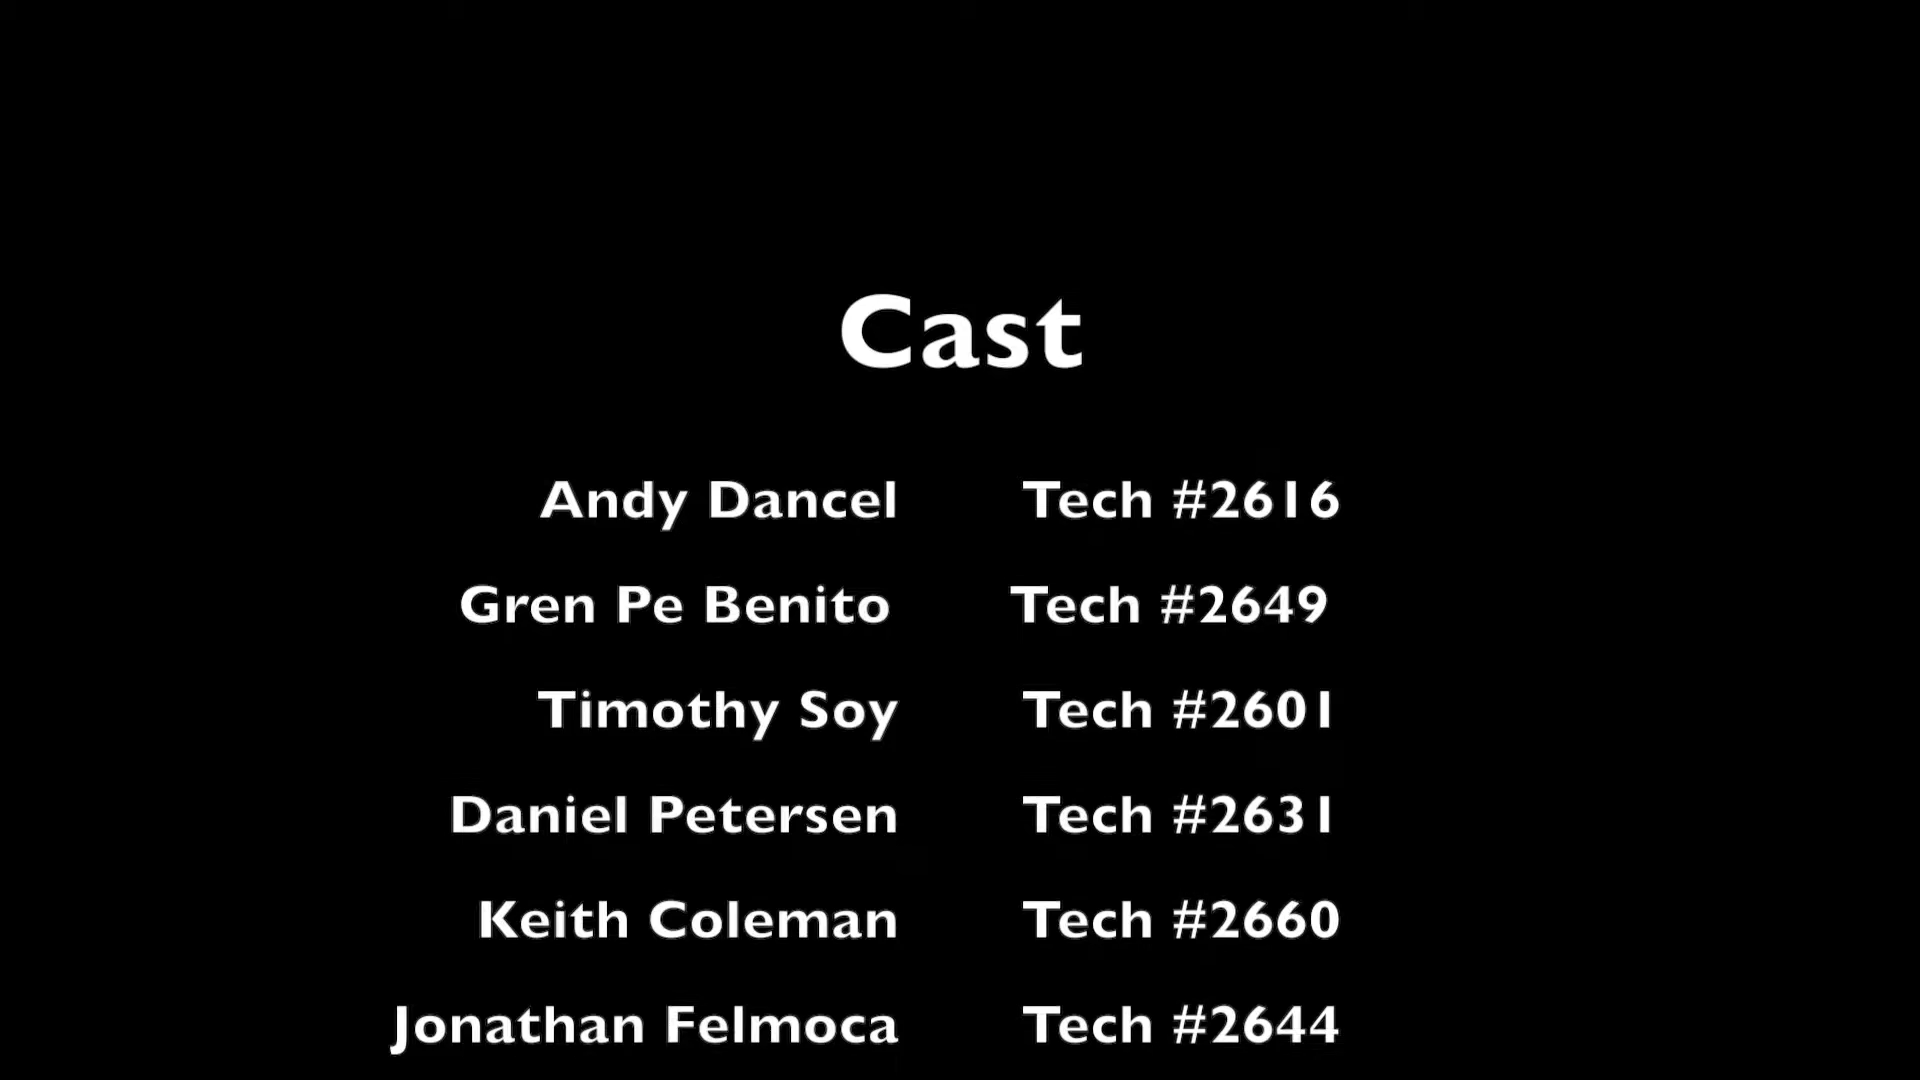 Cast
Andy Dancel Tech #2616
Gren Pe Benito Tech #2649
Timothy Soy Tech #2601
Daniel Petersen Tech #2631
Keith Coleman Tech #2660
Jonathan Felmoca Tech #2644